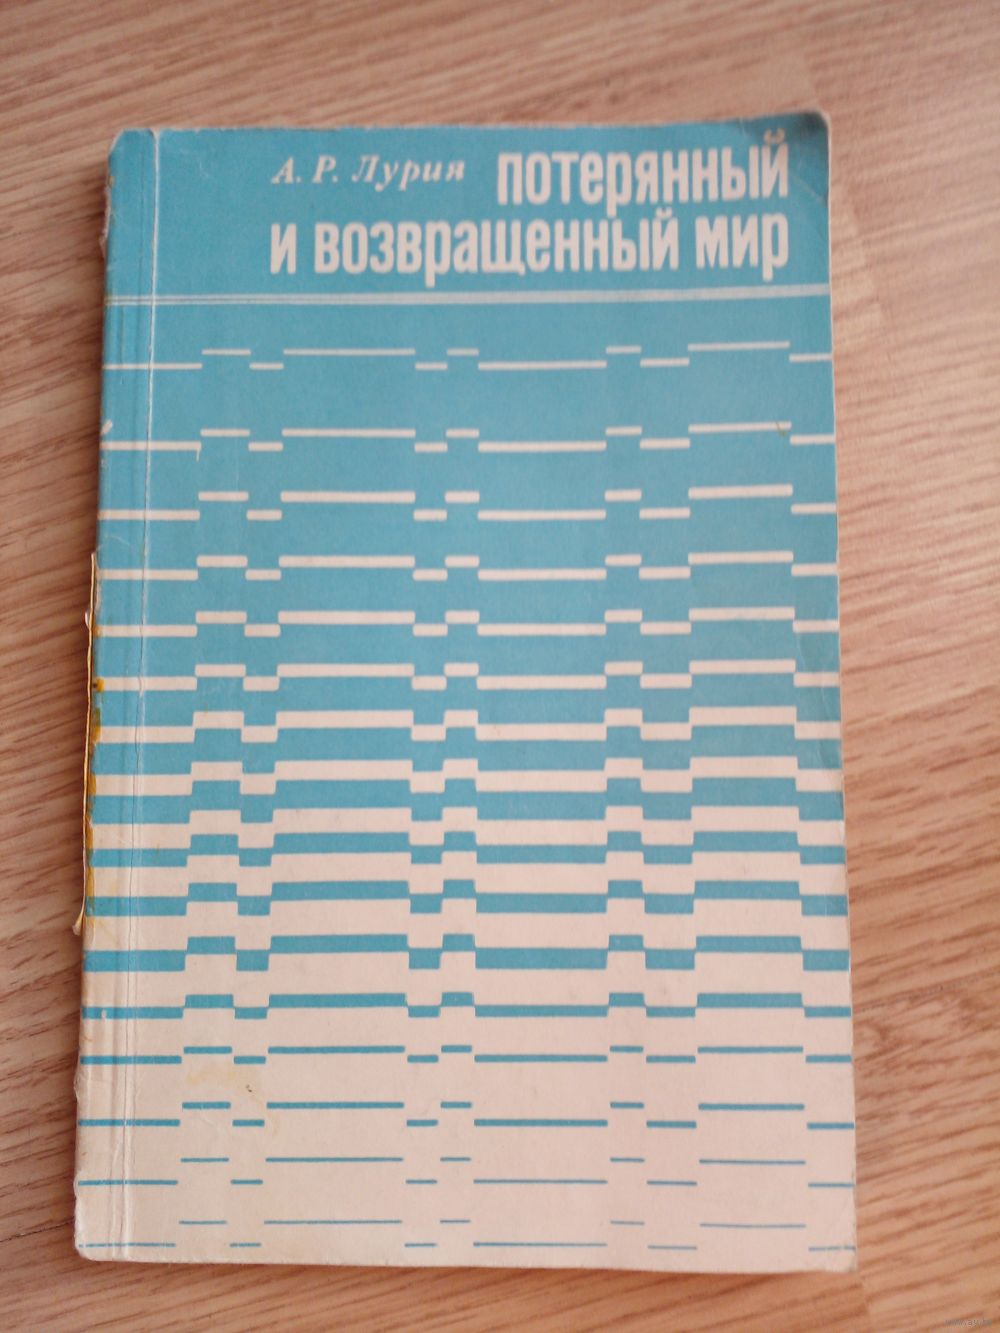 А. Р. Лурия потерянный
и возвращенный мир